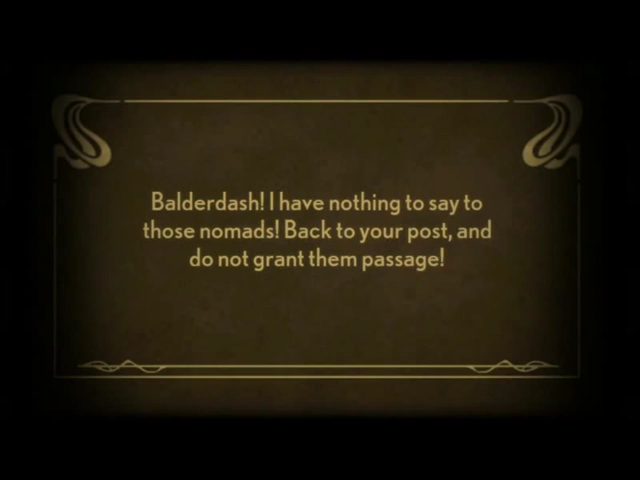 Balderdash! I have nothing to say to
those nomads! Back to your post, and
do not grant them passage!